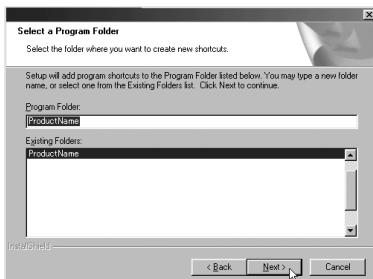 Select a Program Folder
Select the folder where you want to create new shortcuts.
Setup will add program shortcuts to the Program Folder listed below. You may type a new folder
name, or select one from the Existing Folders list. Click Next to continue.
Program Folder:
ProductName
Existing Folders:
ProductName
InstallShield
< Back
Next >
Cancel